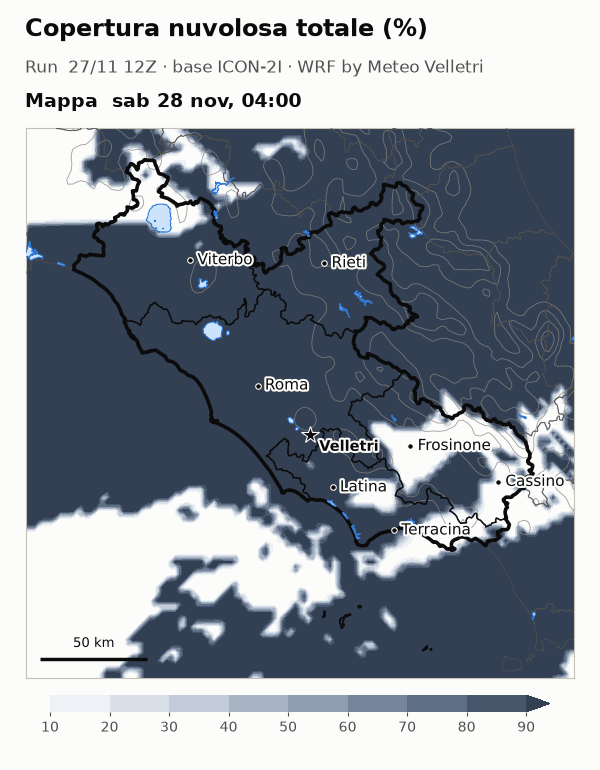 Copertura nuvolosa totale (%)
Run  27/11 12Z · base ICON-2I · WRF by Meteo Velletri
Mappa  sab 28 nov, 04:00
Viterbo
Rieti
Roma
Velletri
Frosinone
Cassino
Latina
Terracina
50 km
10 20 30 40 50 60 70 80 90